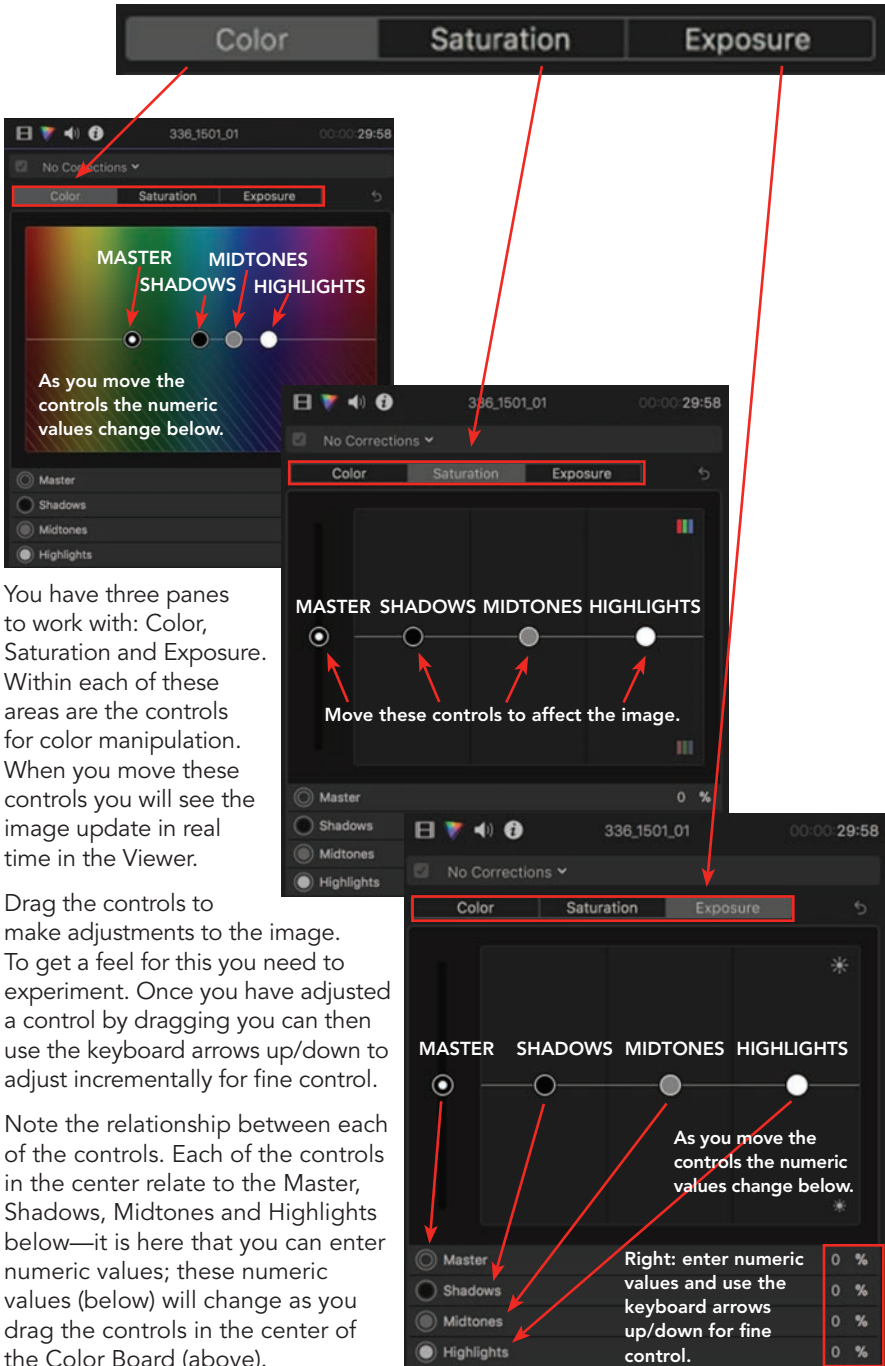 Color Saturation Exposure
336_1501_01 00:00:29:58
No Corrections
Color Saturation Exposure
MASTER MIDTONES
SHADOWS HIGHLIGHTS
As you move the
controls the numeric
values change below.
Master
Shadows
Midtones
Highlights
336_1501_01 00:00:29:58
No Corrections
Color Saturation Exposure
MASTER SHADOWS MIDTONES HIGHLIGHTS
Move these controls to affect the image.
Master 0 %
Shadows
Midtones
Highlights
You have three panes
to work with: Color,
Saturation and Exposure.
Within each of these
areas are the controls
for color manipulation.
When you move these
controls you will see the
image update in real
time in the Viewer.
Drag the controls to
make adjustments to the image.
To get a feel for this you need to
experiment. Once you have adjusted
a control by dragging you can then
use the keyboard arrows up/down to
adjust incrementally for fine control.
Note the relationship between each
of the controls. Each of the controls
in the center relate to the Master,
Shadows, Midtones and Highlights
below—it is here that you can enter
numeric values; these numeric
values (below) will change as you
drag the controls in the center of
the Color Board (above).
336_1501_01 00:00:29:58
No Corrections
Color Saturation Exposure
MASTER SHADOWS MIDTONES HIGHLIGHTS
As you move the
controls the numeric
values change below.
Master 0 %
Shadows 0 %
Midtones 0 %
Highlights 0 %
Right: enter numeric
values and use the
keyboard arrows
up/down for fine
control.